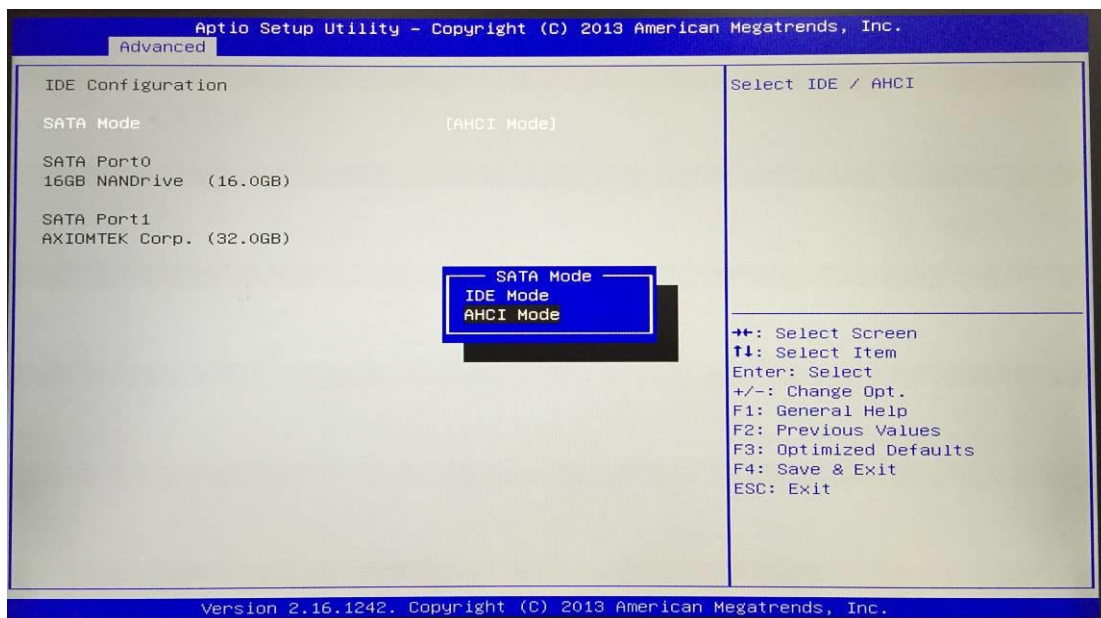 Aptio Setup Utility – Copyright (C) 2013 American Megatrends, Inc.
Advanced
IDE Configuration
SATA Mode [AHCI Mode]
SATA Port0
16GB NANDrive (16.0GB)
SATA Port1
AXIOMTEK Corp. (32.0GB)
SATA Mode
IDE Mode
AHCI Mode
Select IDE / AHCI
→←: Select Screen
↑↓: Select Item
Enter: Select
+/-: Change Opt.
F1: General Help
F2: Previous Values
F3: Optimized Defaults
F4: Save & Exit
ESC: Exit
Version 2.16.1242. Copyright (C) 2013 American Megatrends, Inc.